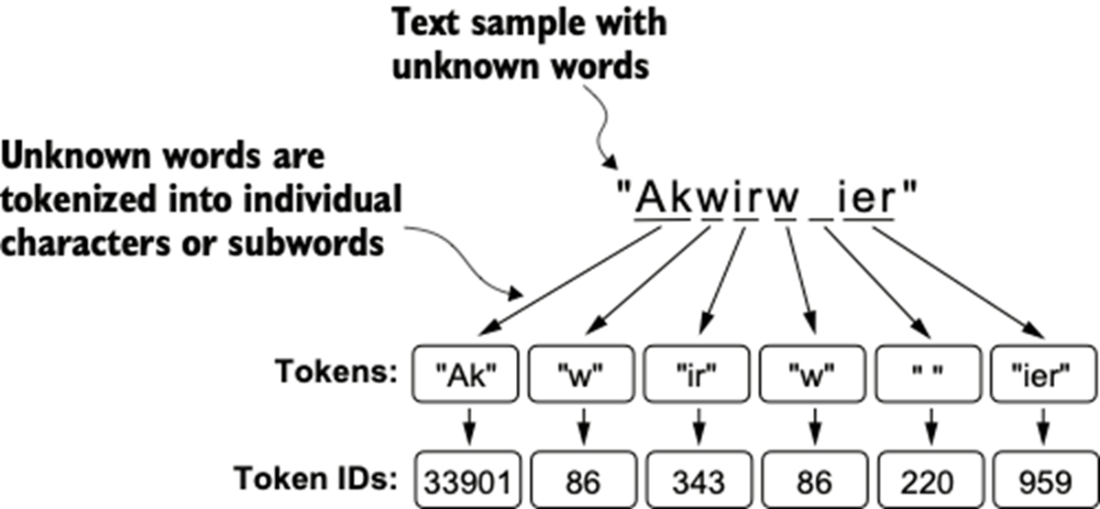 Text sample with
unknown words
Unknown words are
tokenized into individual
characters or subwords
"Akwirw ier"
Tokens: "Ak" "w" "ir" "w" " " "ier"
Token IDs: 33901 86 343 86 220 959